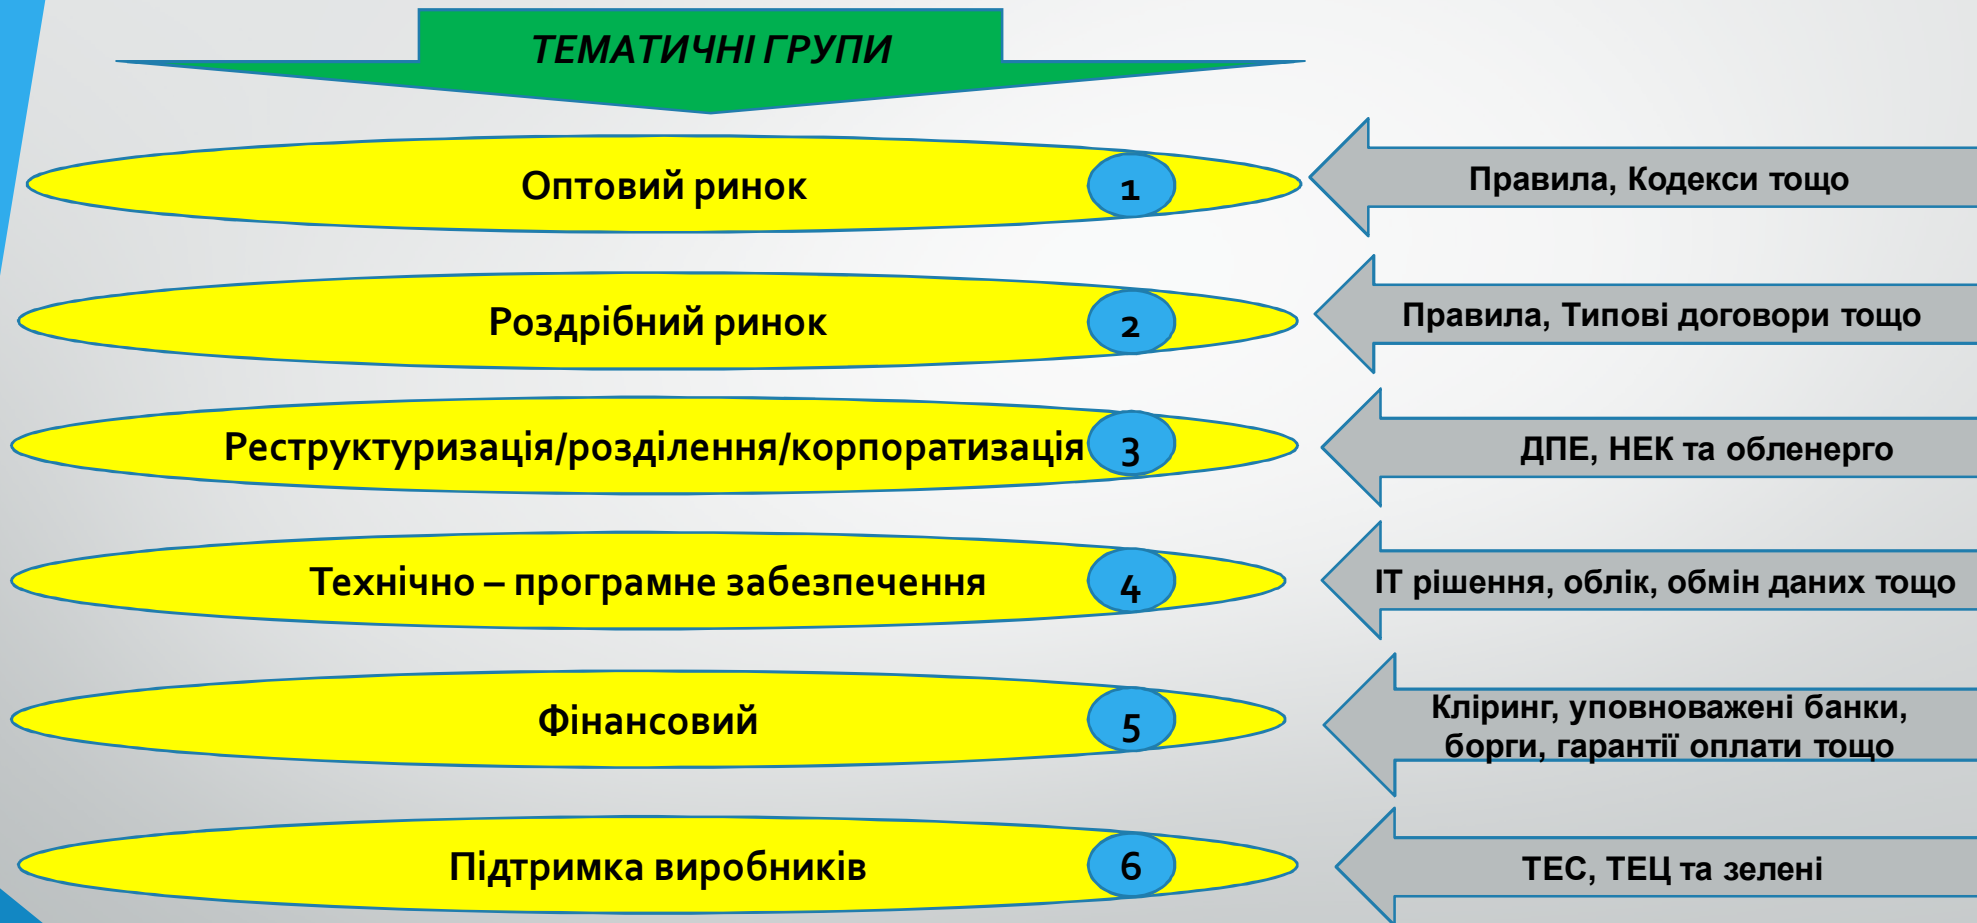 ТЕМАТИЧНІ ГРУПИ
Оптовий ринок 1 Правила, Кодекси тощо
Роздрібний ринок 2 Правила, Типові договори тощо
Реструктуризація/розділення/корпоратизація 3 ДПЕ, НЕК та обленерго
Технічно – програмне забезпечення 4 ІТ рішення, облік, обмін даних тощо
Фінансовий 5 Кліринг, уповноважені банки,
борги, гарантії оплати тощо
Підтримка виробників 6 ТЕС, ТЕЦ та зелені